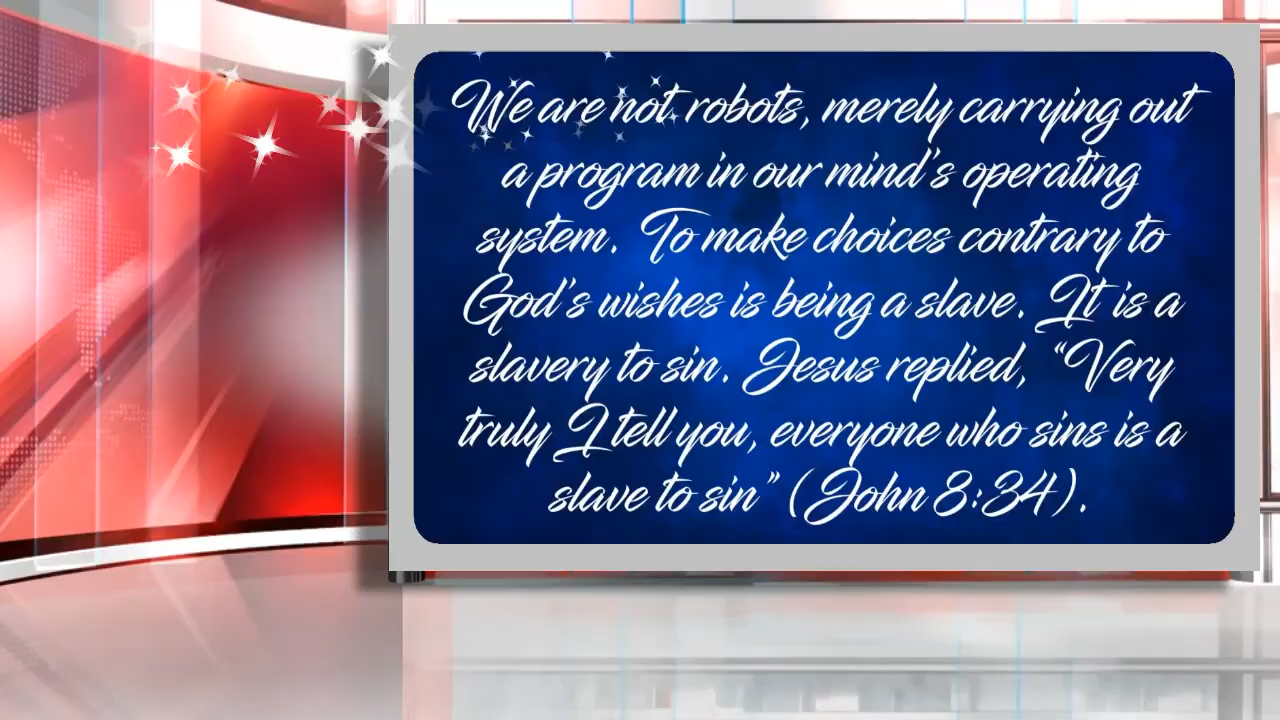 We are not robots, merely carrying out
a program in our mind's operating
system. To make choices contrary to
God's wishes is being a slave. It is a
slavery to sin. Jesus replied, “Very
truly I tell you, everyone who sins is a
slave to sin” (John 8:34).